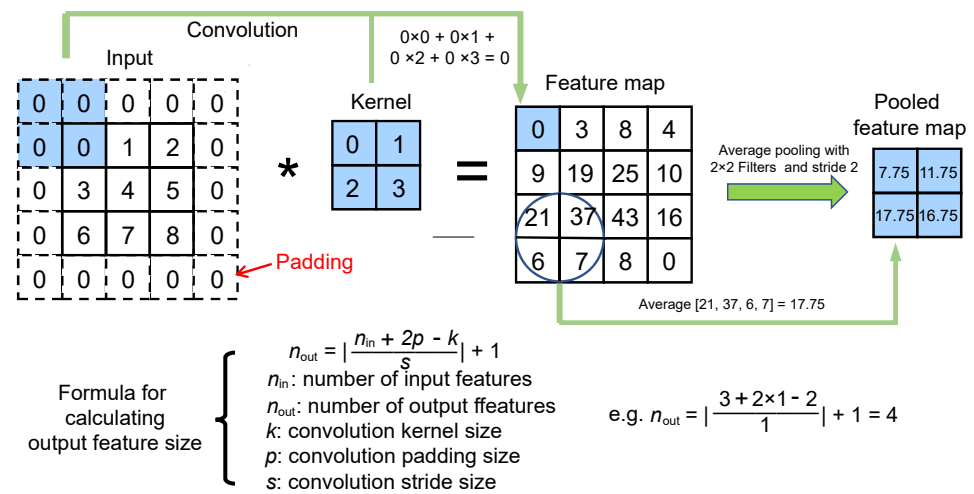 Convolution
0×0 + 0×1 +
0 ×2 + 0 ×3 = 0
Input
Kernel
Feature map
Pooled
feature map
0 0 0 0 0
0 0 1 2 0
0 3 4 5 0
0 6 7 8 0
0 0 0 0 0
*
0 1
2 3
=
0 3 8 4
9 19 25 10
21 37 43 16
6 7 8 0
Average pooling with
2×2 Filters and stride 2
7.75 11.75
17.75 16.75
Padding
Average [21, 37, 6, 7] = 17.75
Formula for
calculating
output feature size
n_out = |(n_in + 2p - k)/s| + 1
n_in: number of input features
n_out: number of output ffeatures
k: convolution kernel size
p: convolution padding size
s: convolution stride size
e.g. n_out = |(3 + 2×1 - 2)/1| + 1 = 4